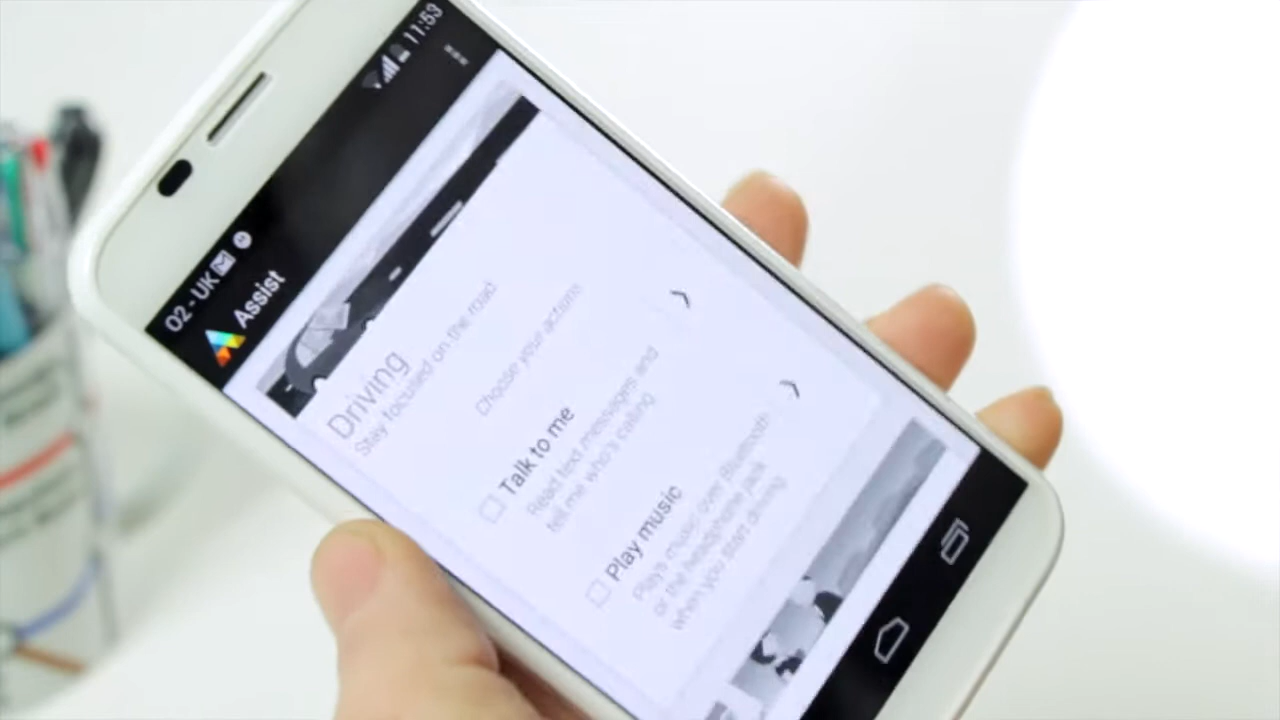 O2 - UK
11:53
Assist
Driving
Stay focused on the road
Choose your actions
Talk to me
Read text messages and
tell me who's calling
Play music
Plays music over Bluetooth
or the headphone jack
when you start driving